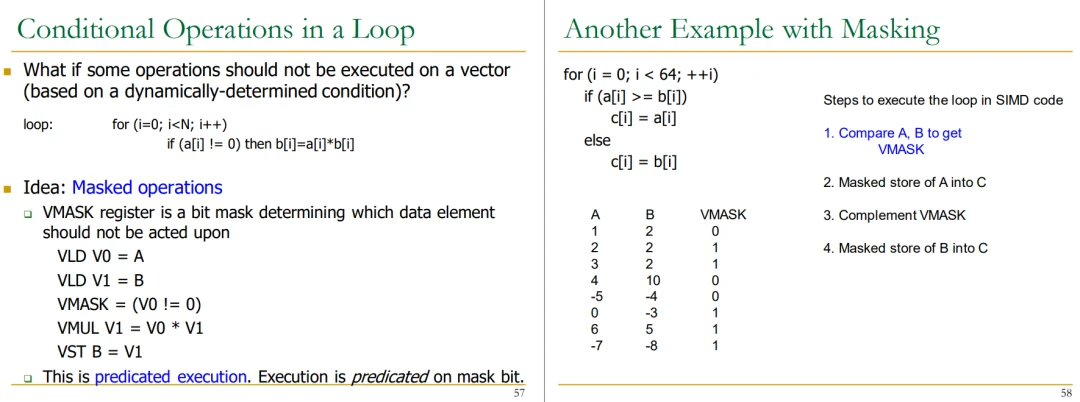 Conditional Operations in a Loop
What if some operations should not be executed on a vector
(based on a dynamically-determined condition)?
loop: for (i=0; i<N; i++)
if (a[i] != 0) then b[i]=a[i]*b[i]
Idea: Masked operations
VMASK register is a bit mask determining which data element
should not be acted upon
VLD V0 = A
VLD V1 = B
VMASK = (V0 != 0)
VMUL V1 = V0 * V1
VST B = V1
This is predicated execution. Execution is predicated on mask bit.
57
Another Example with Masking
for (i = 0; i < 64; ++i)
if (a[i] >= b[i])
c[i] = a[i]
else
c[i] = b[i]
A B VMASK
1 2 0
2 2 1
3 2 1
4 10 0
-5 -4 0
0 -3 1
6 5 1
-7 -8 1
Steps to execute the loop in SIMD code
1. Compare A, B to get
VMASK
2. Masked store of A into C
3. Complement VMASK
4. Masked store of B into C
58